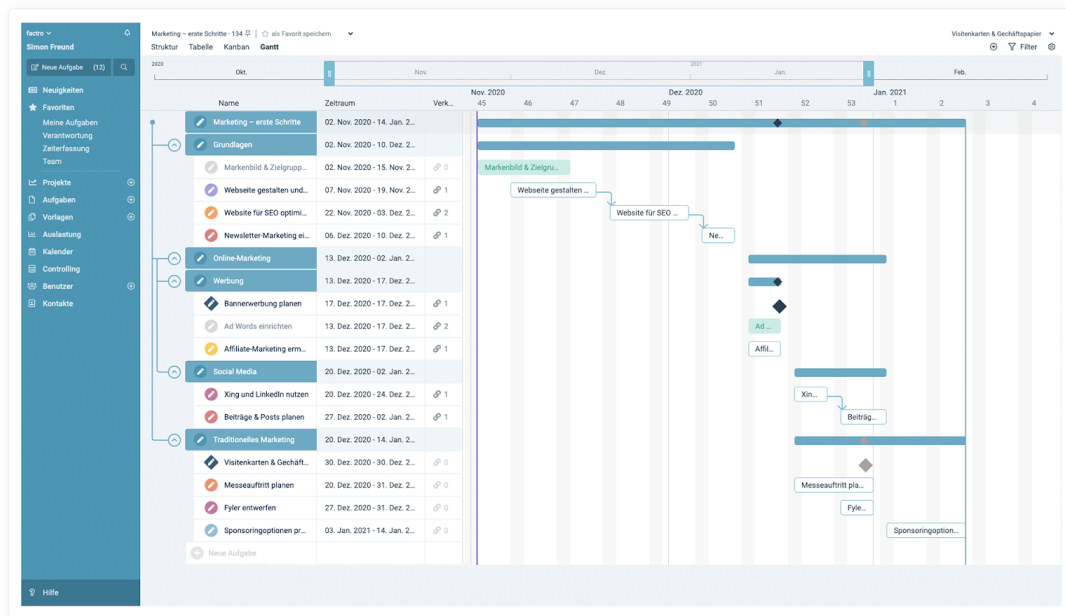 factro
Simon Freund
Neue Aufgabe (12)
Neuigkeiten
Favoriten
Meine Aufgaben
Verantwortung
Zeiterfassung
Team
Projekte
Aufgaben
Vorlagen
Auslastung
Kalender
Controlling
Benutzer
Kontakte
Hilfe
Marketing – erste Schritte - 134 als Favorit speichern Visitenkarten & Gechäftspapier
Struktur Tabelle Kanban Gantt Filter
2020 2021
Okt. Nov. Dez. Jan. Feb.
Nov. 2020 Dez. 2020 Jan. 2021
Name Zeitraum Verk... 45 46 47 48 49 50 51 52 53 1 2 3 4
Marketing – erste Schritte 02. Nov. 2020 - 14. Jan. 2...
Grundlagen 02. Nov. 2020 - 10. Dez. 2...
Markenbild & Zielgrupp... 02. Nov. 2020 - 15. Nov. 2... 0 Markenbild & Zielgru...
Webseite gestalten und... 07. Nov. 2020 - 19. Nov. 2... 1 Webseite gestalten ...
Website für SEO optimi... 22. Nov. 2020 - 03. Dez. 2... 2 Website für SEO ...
Newsletter-Marketing ei... 06. Dez. 2020 - 10. Dez. 2... 1 Ne...
Online-Marketing 13. Dez. 2020 - 02. Jan. 2...
Werbung 13. Dez. 2020 - 17. Dez. 2...
Bannerwerbung planen 17. Dez. 2020 - 17. Dez. 2... 1
Ad Words einrichten 13. Dez. 2020 - 17. Dez. 2... 2 Ad ...
Affiliate-Marketing erm... 13. Dez. 2020 - 17. Dez. 2... 1 Affil...
Social Media 20. Dez. 2020 - 02. Jan. 2...
Xing und LinkedIn nutzen 20. Dez. 2020 - 24. Dez. 2... 1 Xin...
Beiträge & Posts planen 27. Dez. 2020 - 02. Jan. 2... 1 Beiträg...
Traditionelles Marketing 20. Dez. 2020 - 14. Jan. 2...
Visitenkarten & Gechäft... 30. Dez. 2020 - 30. Dez. 2... 0
Messeauftritt planen 20. Dez. 2020 - 31. Dez. 2... 0 Messeauftritt pla...
Fyler entwerfen 27. Dez. 2020 - 31. Dez. 2... 0 Fyle...
Sponsoringoptionen pr... 03. Jan. 2021 - 14. Jan. 2... 0 Sponsoringoption...
Neue Aufgabe